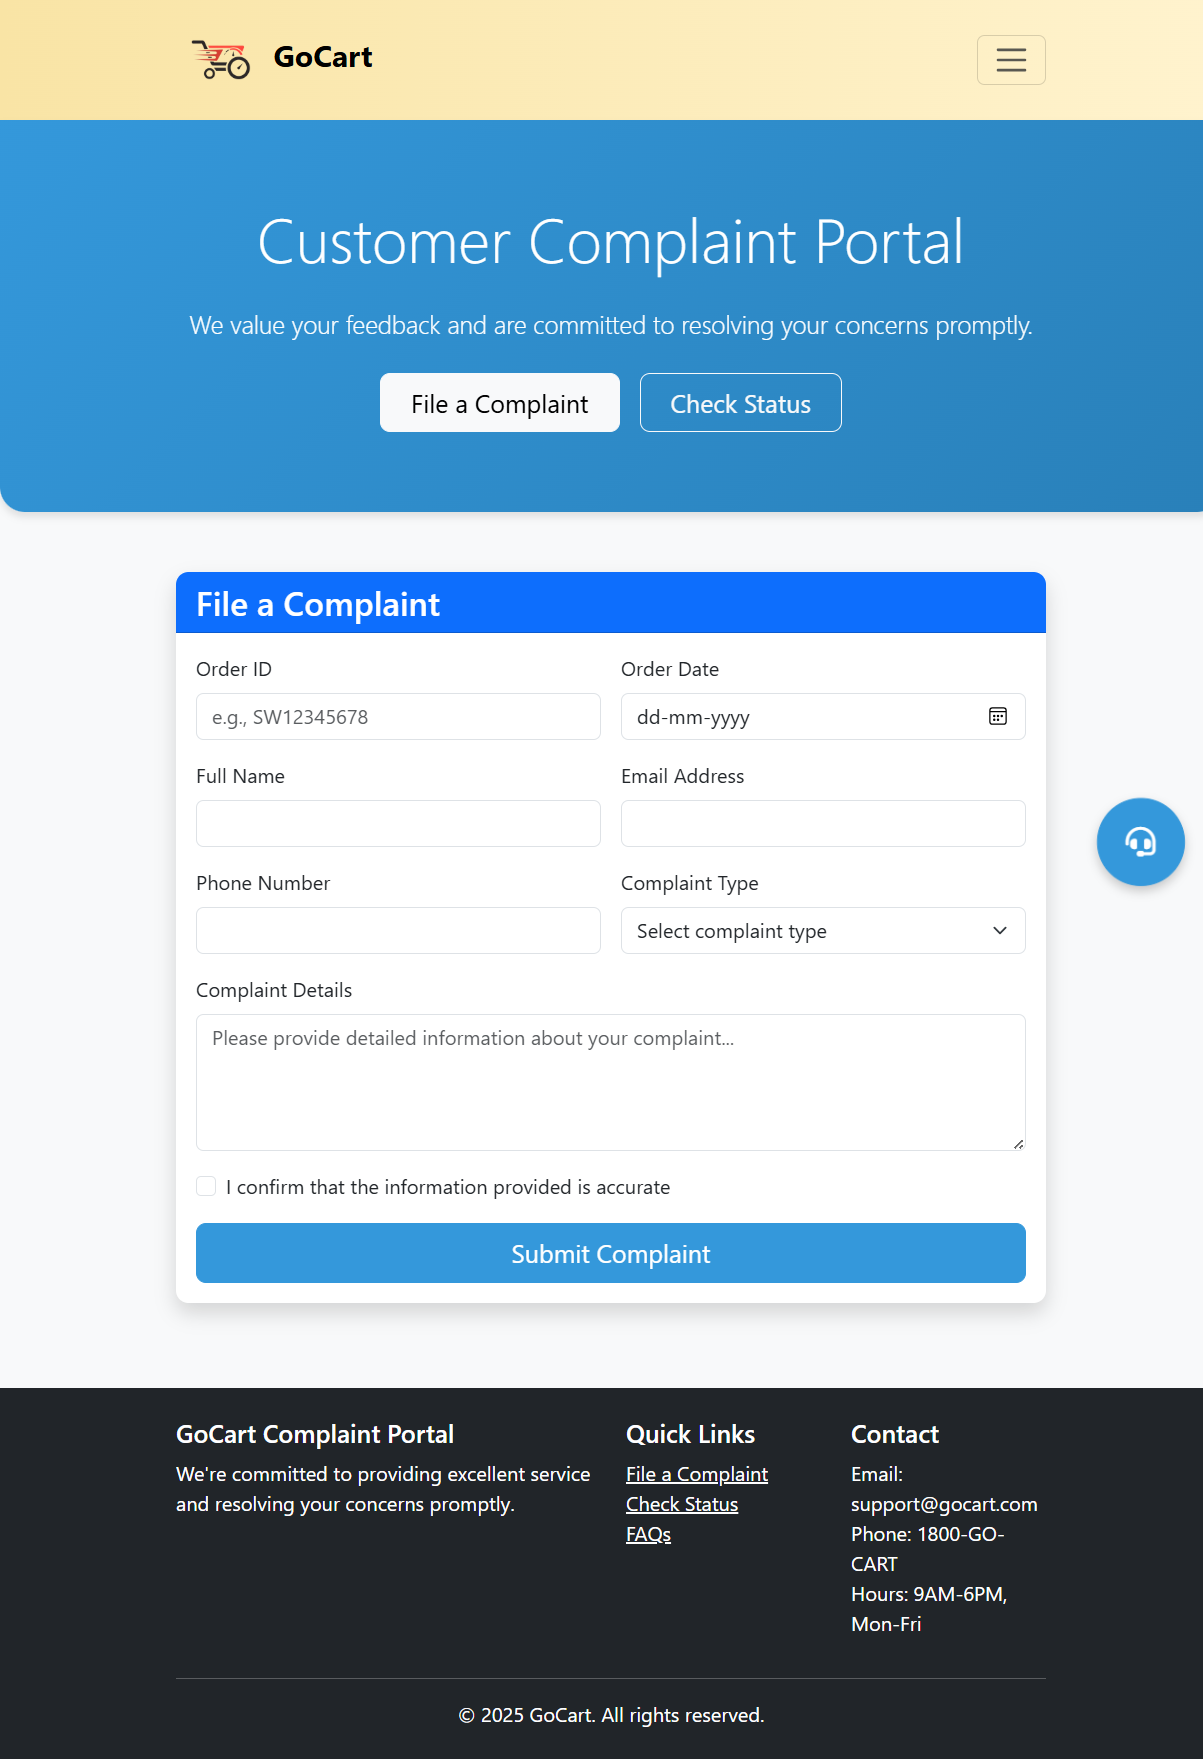 GoCart
Customer Complaint Portal
We value your feedback and are committed to resolving your concerns promptly.
File a Complaint
Check Status
File a Complaint
Order ID
Order Date
e.g., SW12345678
dd-mm-yyyy
Full Name
Email Address
Phone Number
Complaint Type
Select complaint type
Complaint Details
Please provide detailed information about your complaint...
I confirm that the information provided is accurate
Submit Complaint
GoCart Complaint Portal
We're committed to providing excellent service
and resolving your concerns promptly.
Quick Links
File a Complaint
Check Status
FAQs
Contact
Email:
support@gocart.com
Phone: 1800-GO-
CART
Hours: 9AM-6PM,
Mon-Fri
© 2025 GoCart. All rights reserved.